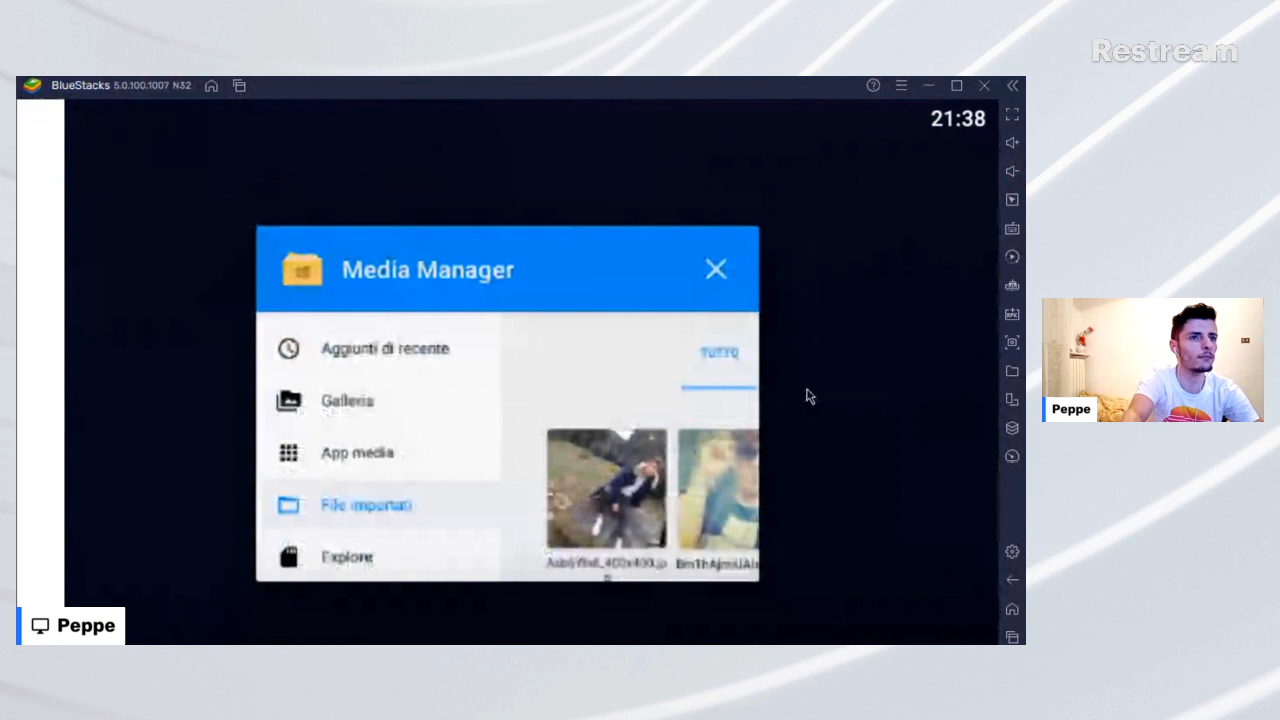 Restream
BlueStacks 5.0.100.1007 N32
21:38
Media Manager
Aggiunti di recente
TUTTO
Galleria
App media
File importati
Explore
Peppe
Peppe